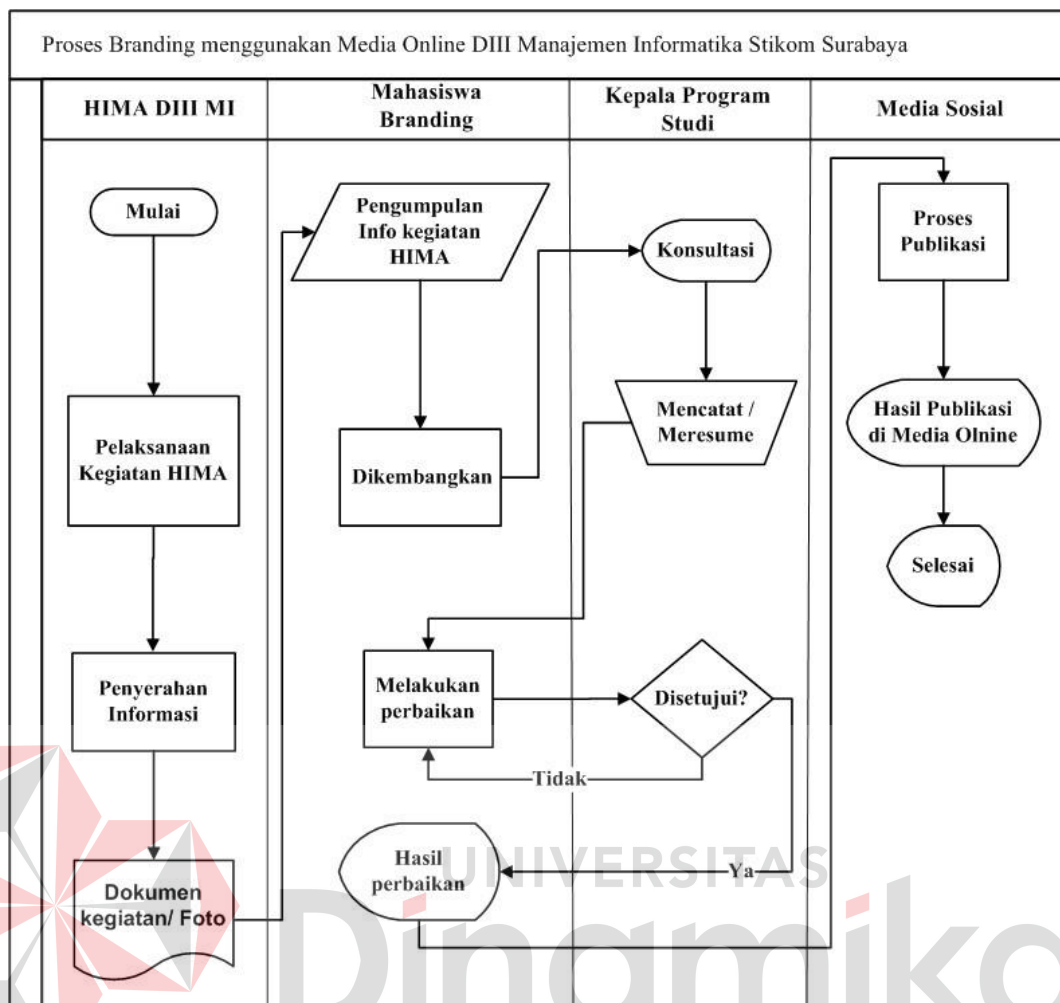 Proses Branding menggunakan Media Online DIII Manajemen Informatika Stikom Surabaya
HIMA DIII MI
Mahasiswa
Branding
Kepala Program
Studi
Media Sosial
Mulai
Pelaksanaan
Kegiatan HIMA
Penyerahan
Informasi
Dokumen
kegiatan/ Foto
Pengumpulan
Info kegiatan
HIMA
Dikembangkan
Konsultasi
Mencatat /
Meresume
Melakukan
perbaikan
Disetujui?
Tidak
Ya
Hasil
perbaikan
Proses
Publikasi
Hasil Publikasi
di Media Olnine
Selesai
UNIVERSITAS
Dinamika